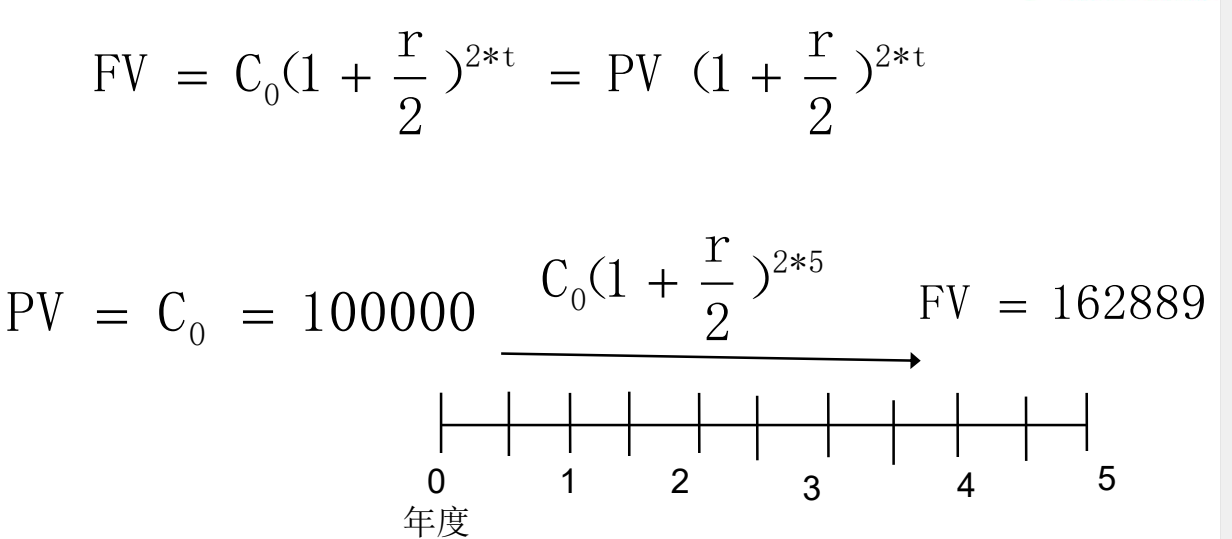 FV = C₀(1 + r/2)^{2*t} = PV (1 + r/2)^{2*t}
PV = C₀ = 100000 C₀(1 + r/2)^{2*5} FV = 162889
0 1 2 3 4 5
年度